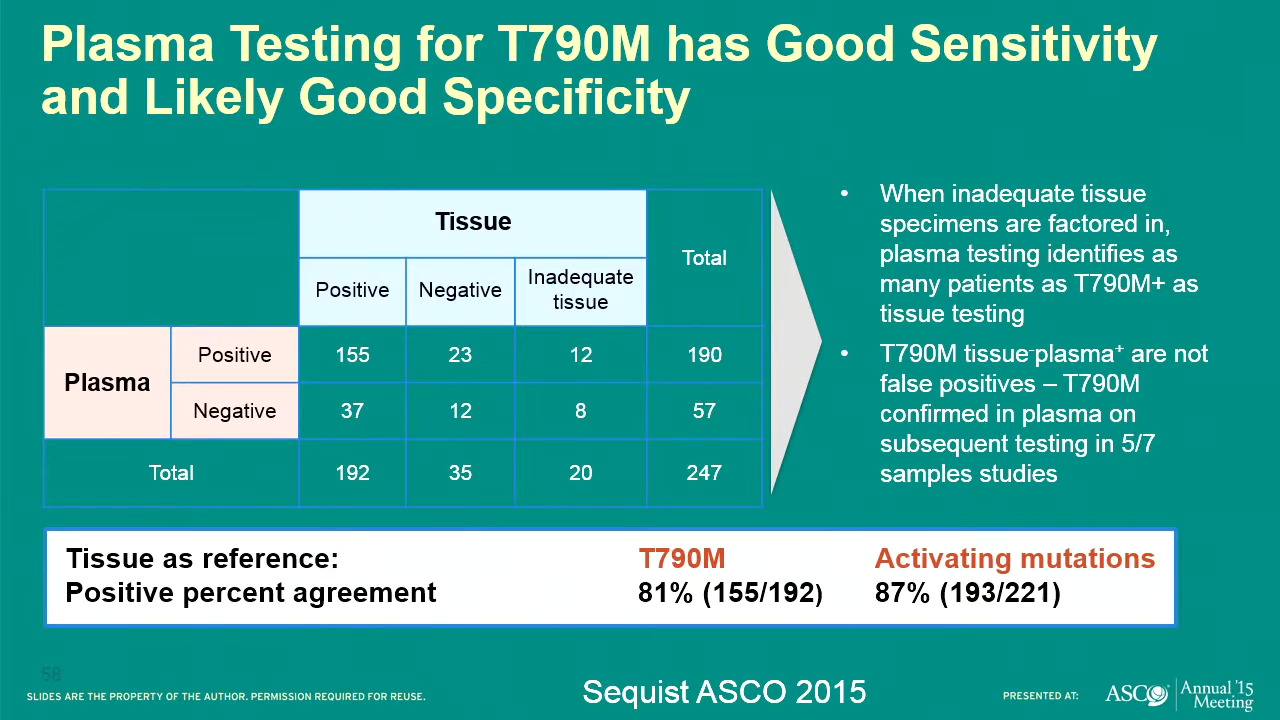 Plasma Testing for T790M has Good Sensitivity
and Likely Good Specificity
Tissue
Total
Positive
Negative
Inadequate
tissue
Plasma
Positive
155
23
12
190
Negative
37
12
8
57
Total
192
35
20
247
• When inadequate tissue
specimens are factored in,
plasma testing identifies as
many patients as T790M+ as
tissue testing
• T790M tissue⁻plasma⁺ are not
false positives – T790M
confirmed in plasma on
subsequent testing in 5/7
samples studies
Tissue as reference: T790M Activating mutations
Positive percent agreement 81% (155/192) 87% (193/221)
58
SLIDES ARE THE PROPERTY OF THE AUTHOR. PERMISSION REQUIRED FOR REUSE.
Sequist ASCO 2015
PRESENTED AT:
ASCO
Annual '15
Meeting